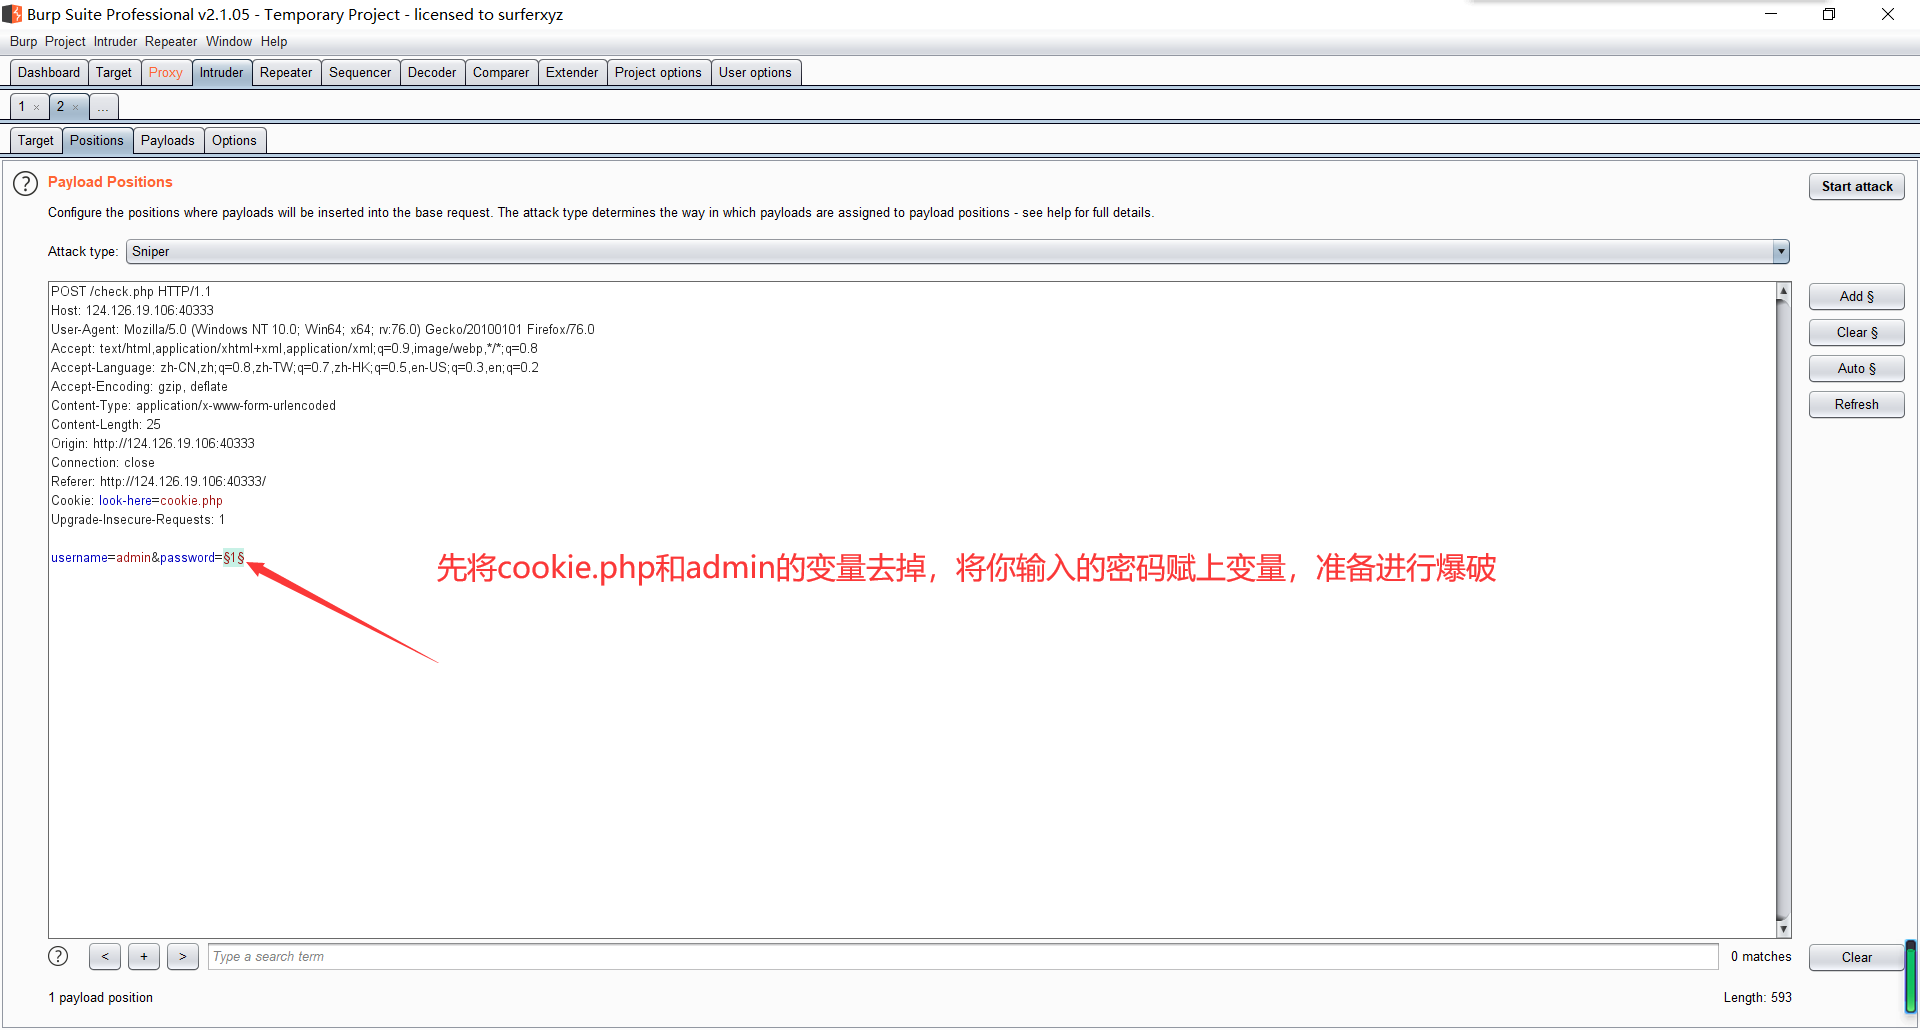 Burp Suite Professional v2.1.05 - Temporary Project - licensed to surferxyz
Burp Project Intruder Repeater Window Help
Dashboard Target Proxy Intruder Repeater Sequencer Decoder Comparer Extender Project options User options
1 × 2 × ...
Target Positions Payloads Options
? Payload Positions
Start attack
Configure the positions where payloads will be inserted into the base request. The attack type determines the way in which payloads are assigned to payload positions - see help for full details.
Attack type: Sniper
POST /check.php HTTP/1.1
Host: 124.126.19.106:40333
User-Agent: Mozilla/5.0 (Windows NT 10.0; Win64; x64; rv:76.0) Gecko/20100101 Firefox/76.0
Accept: text/html,application/xhtml+xml,application/xml;q=0.9,image/webp,*/*;q=0.8
Accept-Language: zh-CN,zh;q=0.8,zh-TW;q=0.7,zh-HK;q=0.5,en-US;q=0.3,en;q=0.2
Accept-Encoding: gzip, deflate
Content-Type: application/x-www-form-urlencoded
Content-Length: 25
Origin: http://124.126.19.106:40333
Connection: close
Referer: http://124.126.19.106:40333/
Cookie: look-here=cookie.php
Upgrade-Insecure-Requests: 1
username=admin&password=§1§
先将cookie.php和admin的变量去掉，将你输入的密码赋上变量，准备进行爆破
Add §
Clear §
Auto §
Refresh
? < + > Type a search term 0 matches Clear
1 payload position Length: 593